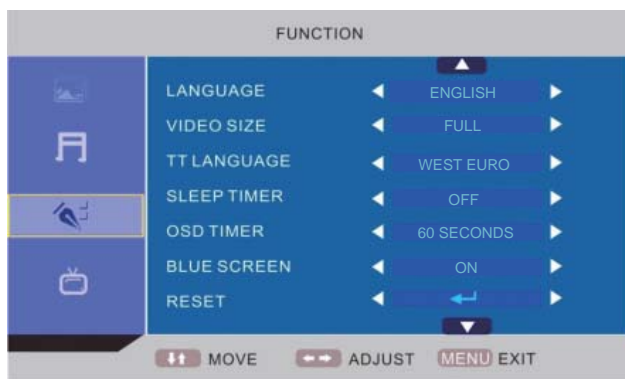 FUNCTION
LANGUAGE ENGLISH
VIDEO SIZE FULL
TT LANGUAGE WEST EURO
SLEEP TIMER OFF
OSD TIMER 60 SECONDS
BLUE SCREEN ON
RESET
MOVE ADJUST MENU EXIT